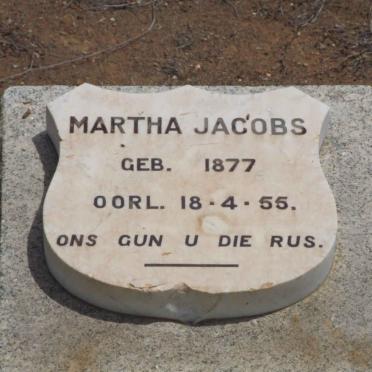 MARTHA JACOBS
GEB. 1877
OORL. 18·4·55.
ONS GUN U DIE RUS.